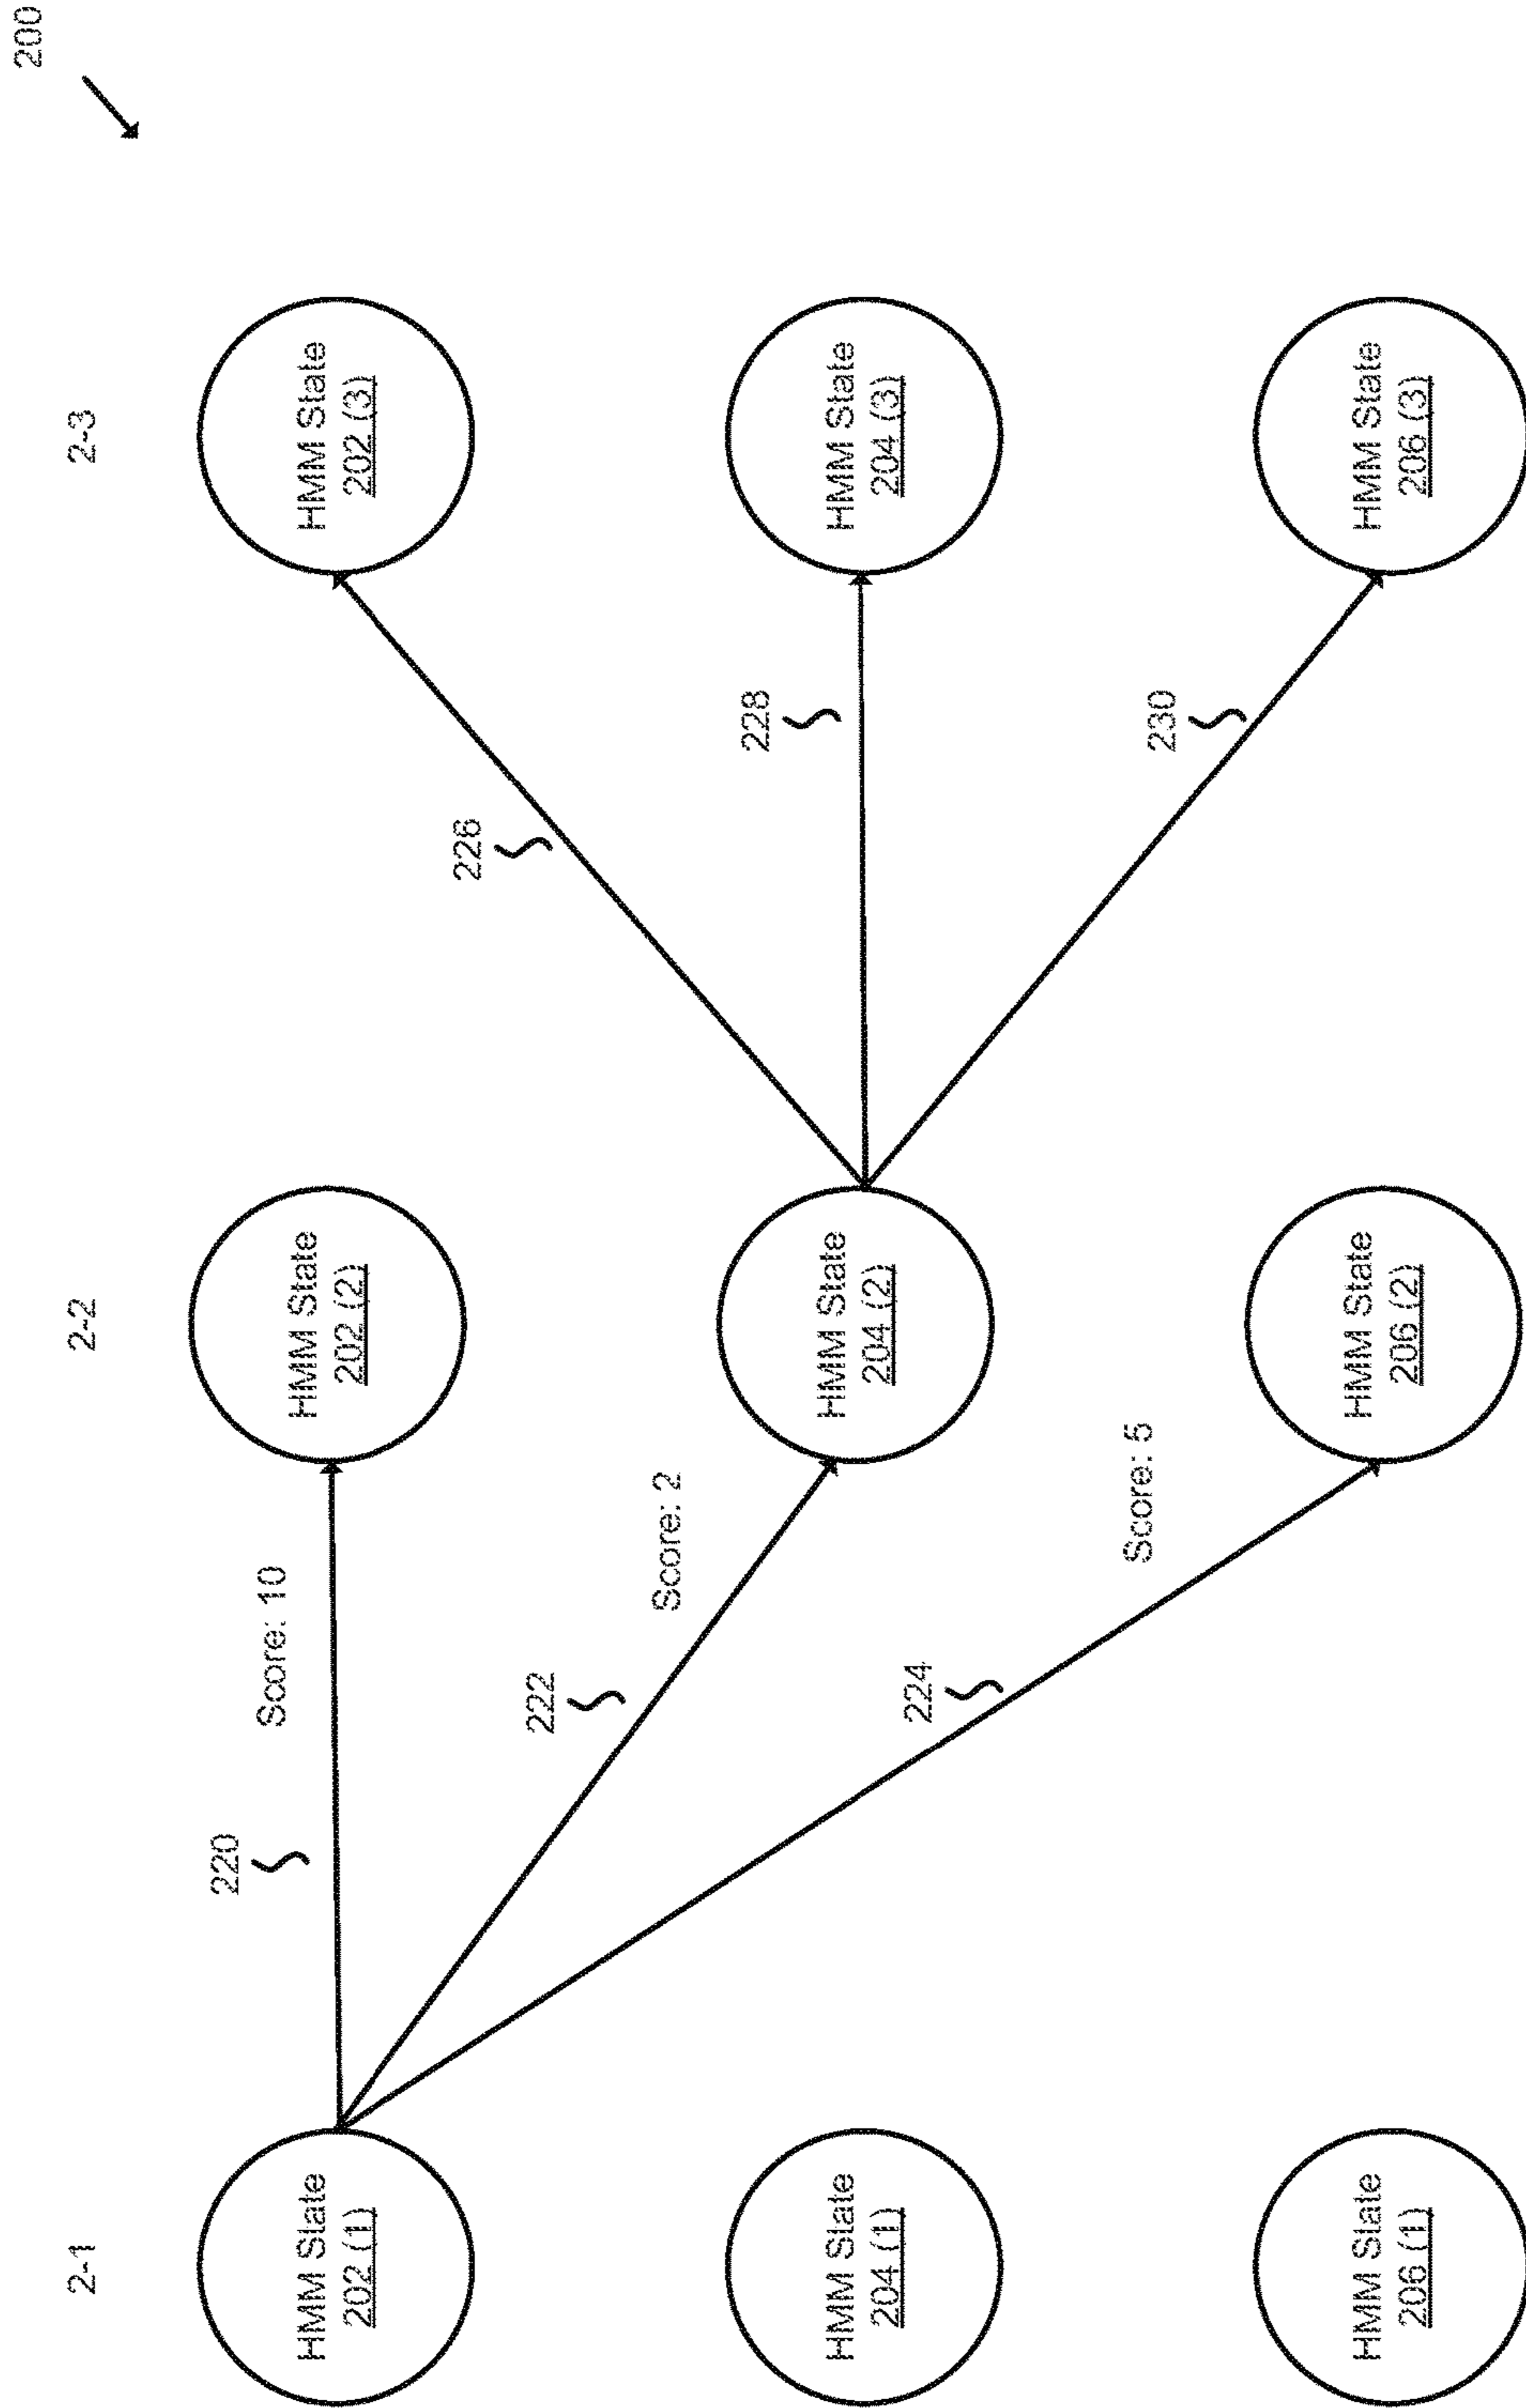 200
2-1
2-2
2-3
HMM State
202 (1)
220
Score: 10
HMM State
202 (2)
226
HMM State
202 (3)
222
Score: 2
HMM State
204 (1)
HMM State
204 (2)
228
HMM State
204 (3)
224
Score: 5
HMM State
206 (1)
HMM State
206 (2)
230
HMM State
206 (3)